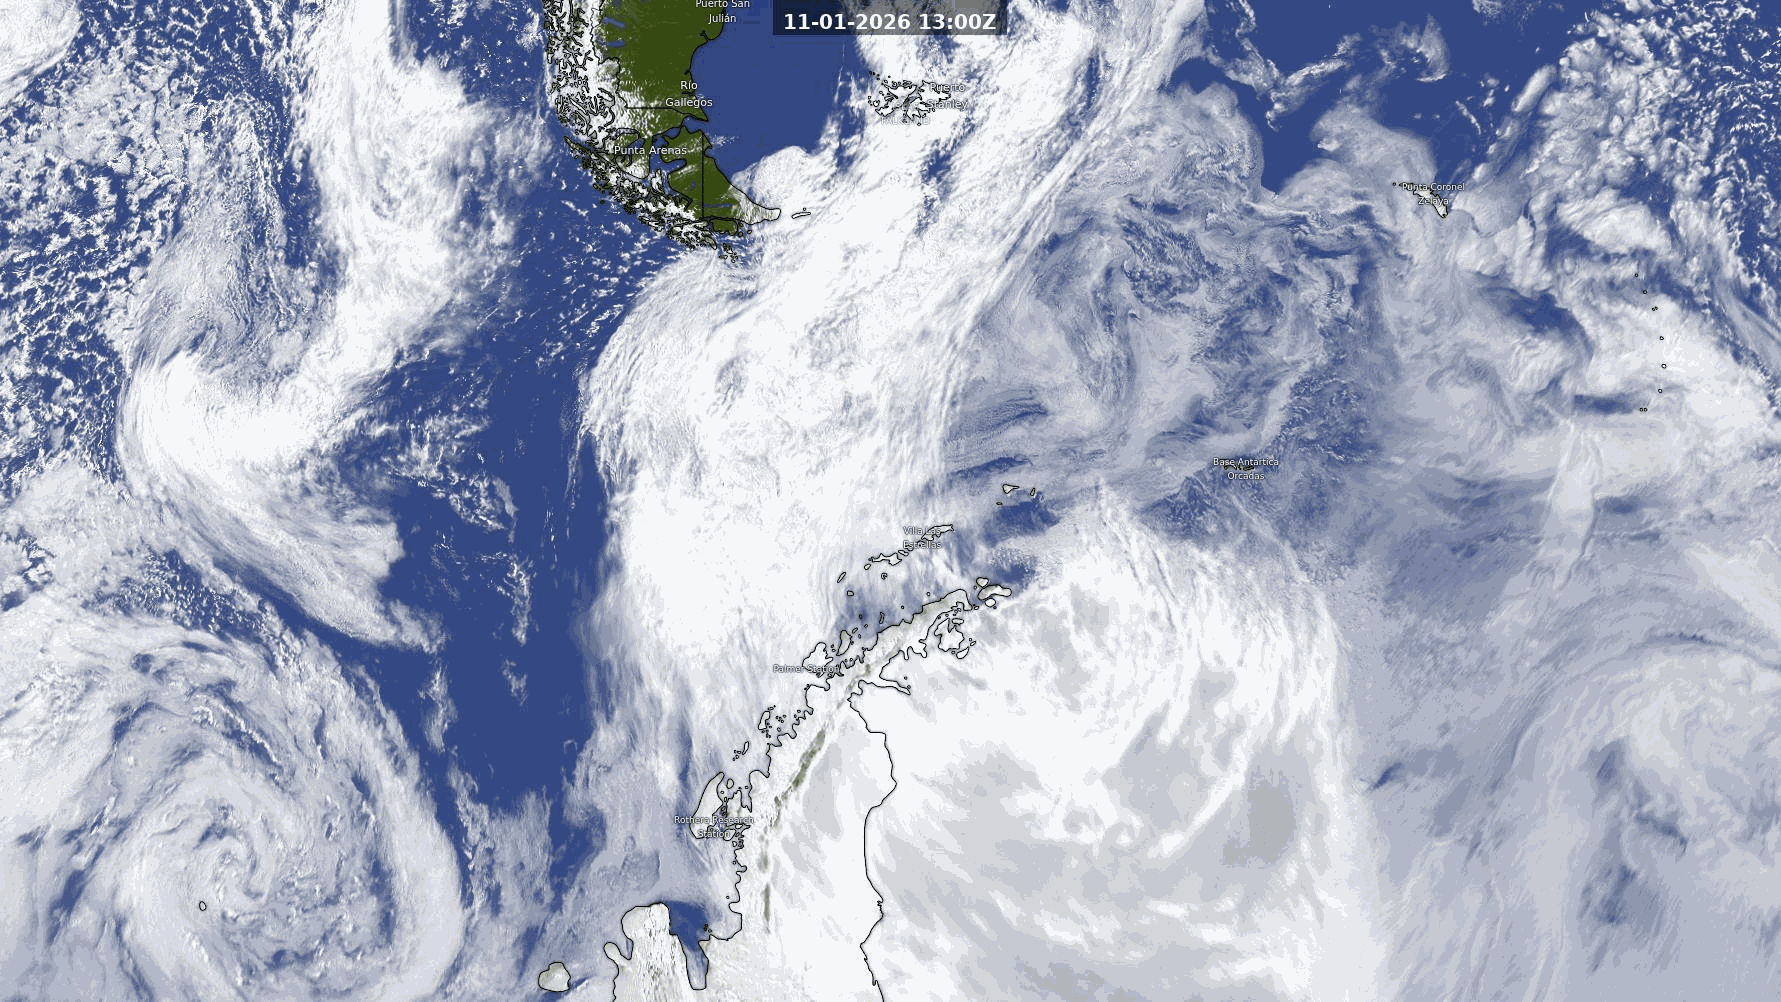 Puerto San
Julián
11-01-2026 13:00Z
Río
Gallegos
Puerto
Stanley
Punta Arenas
Punta Coronel
Zelaya
Base Antártica
Orcadas
Villa Las
Estrellas
Palmer Station
Rothera Research
Station